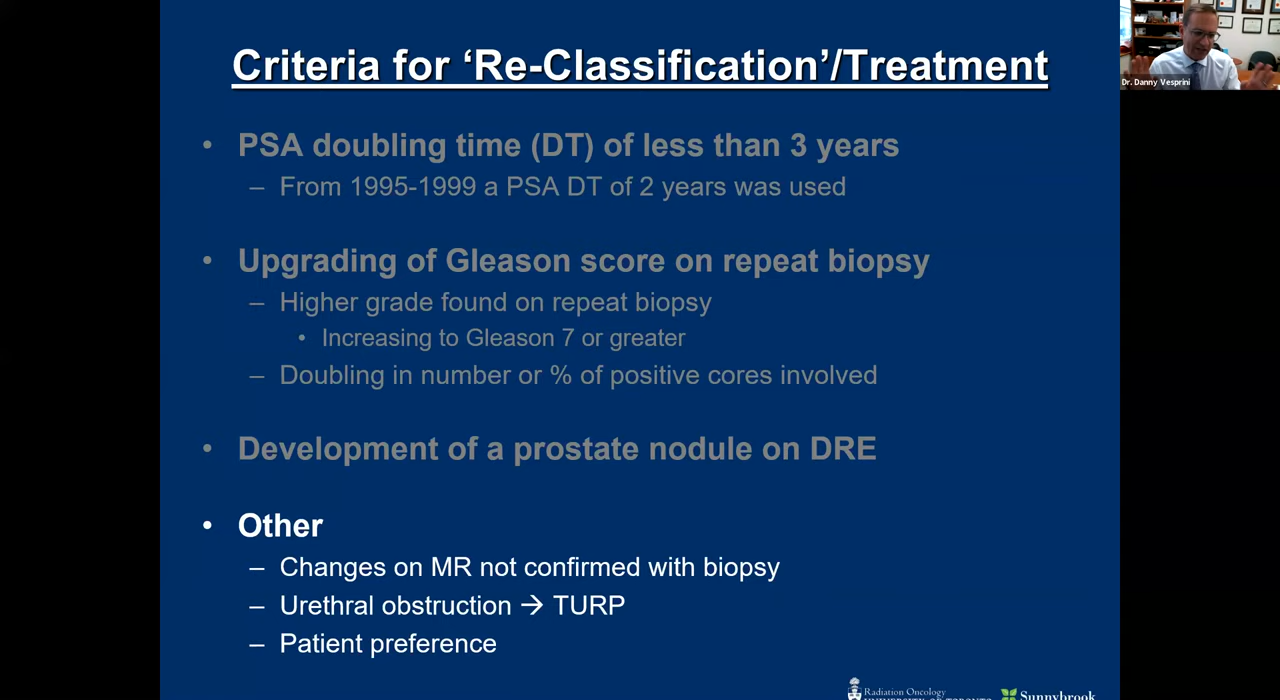 Criteria for ‘Re-Classification’/Treatment
Dr. Danny Vesprini
• PSA doubling time (DT) of less than 3 years
– From 1995-1999 a PSA DT of 2 years was used
• Upgrading of Gleason score on repeat biopsy
– Higher grade found on repeat biopsy
• Increasing to Gleason 7 or greater
– Doubling in number or % of positive cores involved
• Development of a prostate nodule on DRE
• Other
– Changes on MR not confirmed with biopsy
– Urethral obstruction → TURP
– Patient preference
Radiation Oncology
UNIVERSITY OF TORONTO
Sunnybrook